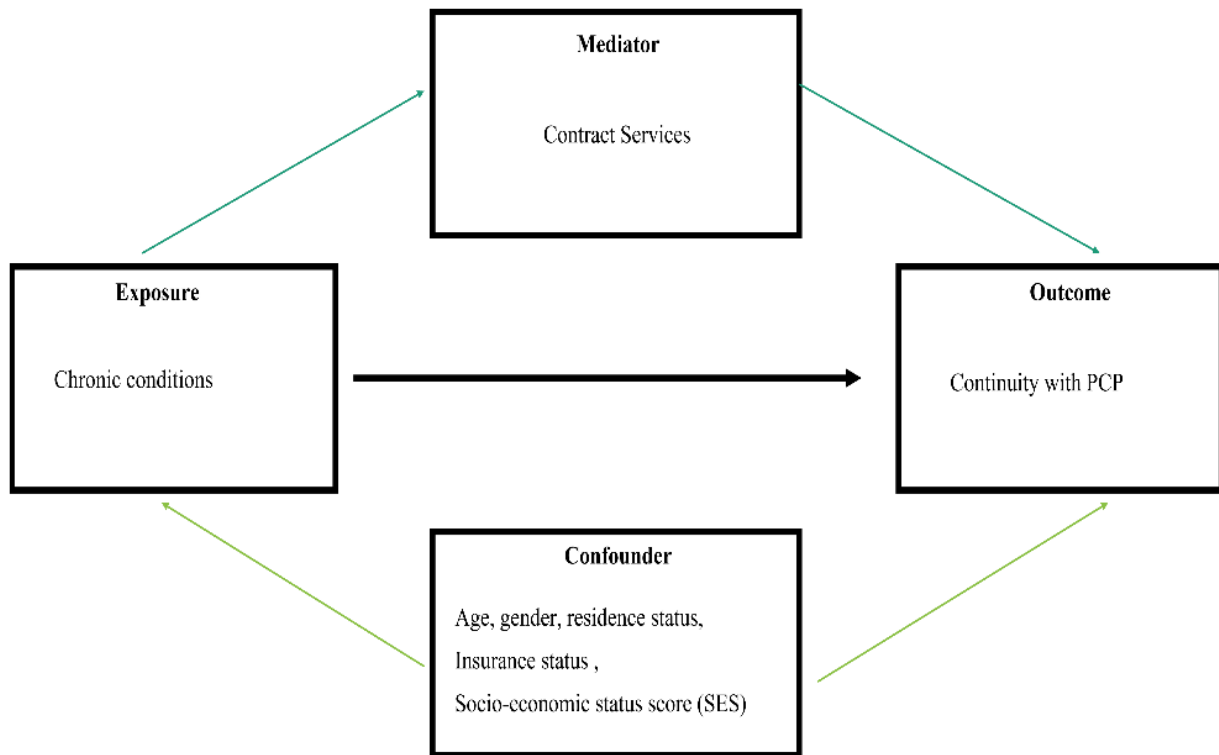 Mediator
Contract Services
Exposure
Chronic conditions
Outcome
Continuity with PCP
Confounder
Age, gender, residence status,
Insurance status ,
Socio-economic status score (SES)